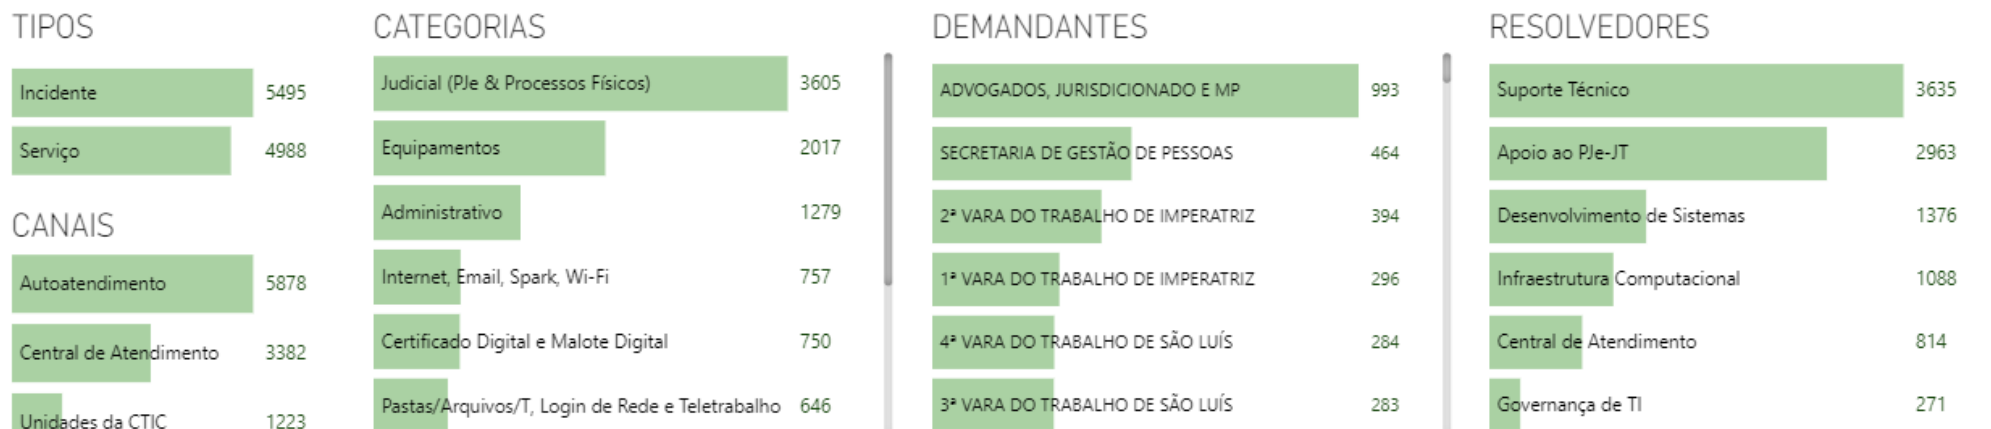 TIPOS
Incidente 5495
Serviço 4988
CANAIS
Autoatendimento 5878
Central de Atendimento 3382
Unidades da CTIC 1223
CATEGORIAS
Judicial (PJe & Processos Físicos) 3605
Equipamentos 2017
Administrativo 1279
Internet, Email, Spark, Wi-Fi 757
Certificado Digital e Malote Digital 750
Pastas/Arquivos/T, Login de Rede e Teletrabalho 646
DEMANDANTES
ADVOGADOS, JURISDICIONADO E MP 993
SECRETARIA DE GESTÃO DE PESSOAS 464
2ª VARA DO TRABALHO DE IMPERATRIZ 394
1ª VARA DO TRABALHO DE IMPERATRIZ 296
4ª VARA DO TRABALHO DE SÃO LUÍS 284
3ª VARA DO TRABALHO DE SÃO LUÍS 283
RESOLVEDORES
Suporte Técnico 3635
Apoio ao PJe-JT 2963
Desenvolvimento de Sistemas 1376
Infraestrutura Computacional 1088
Central de Atendimento 814
Governança de TI 271